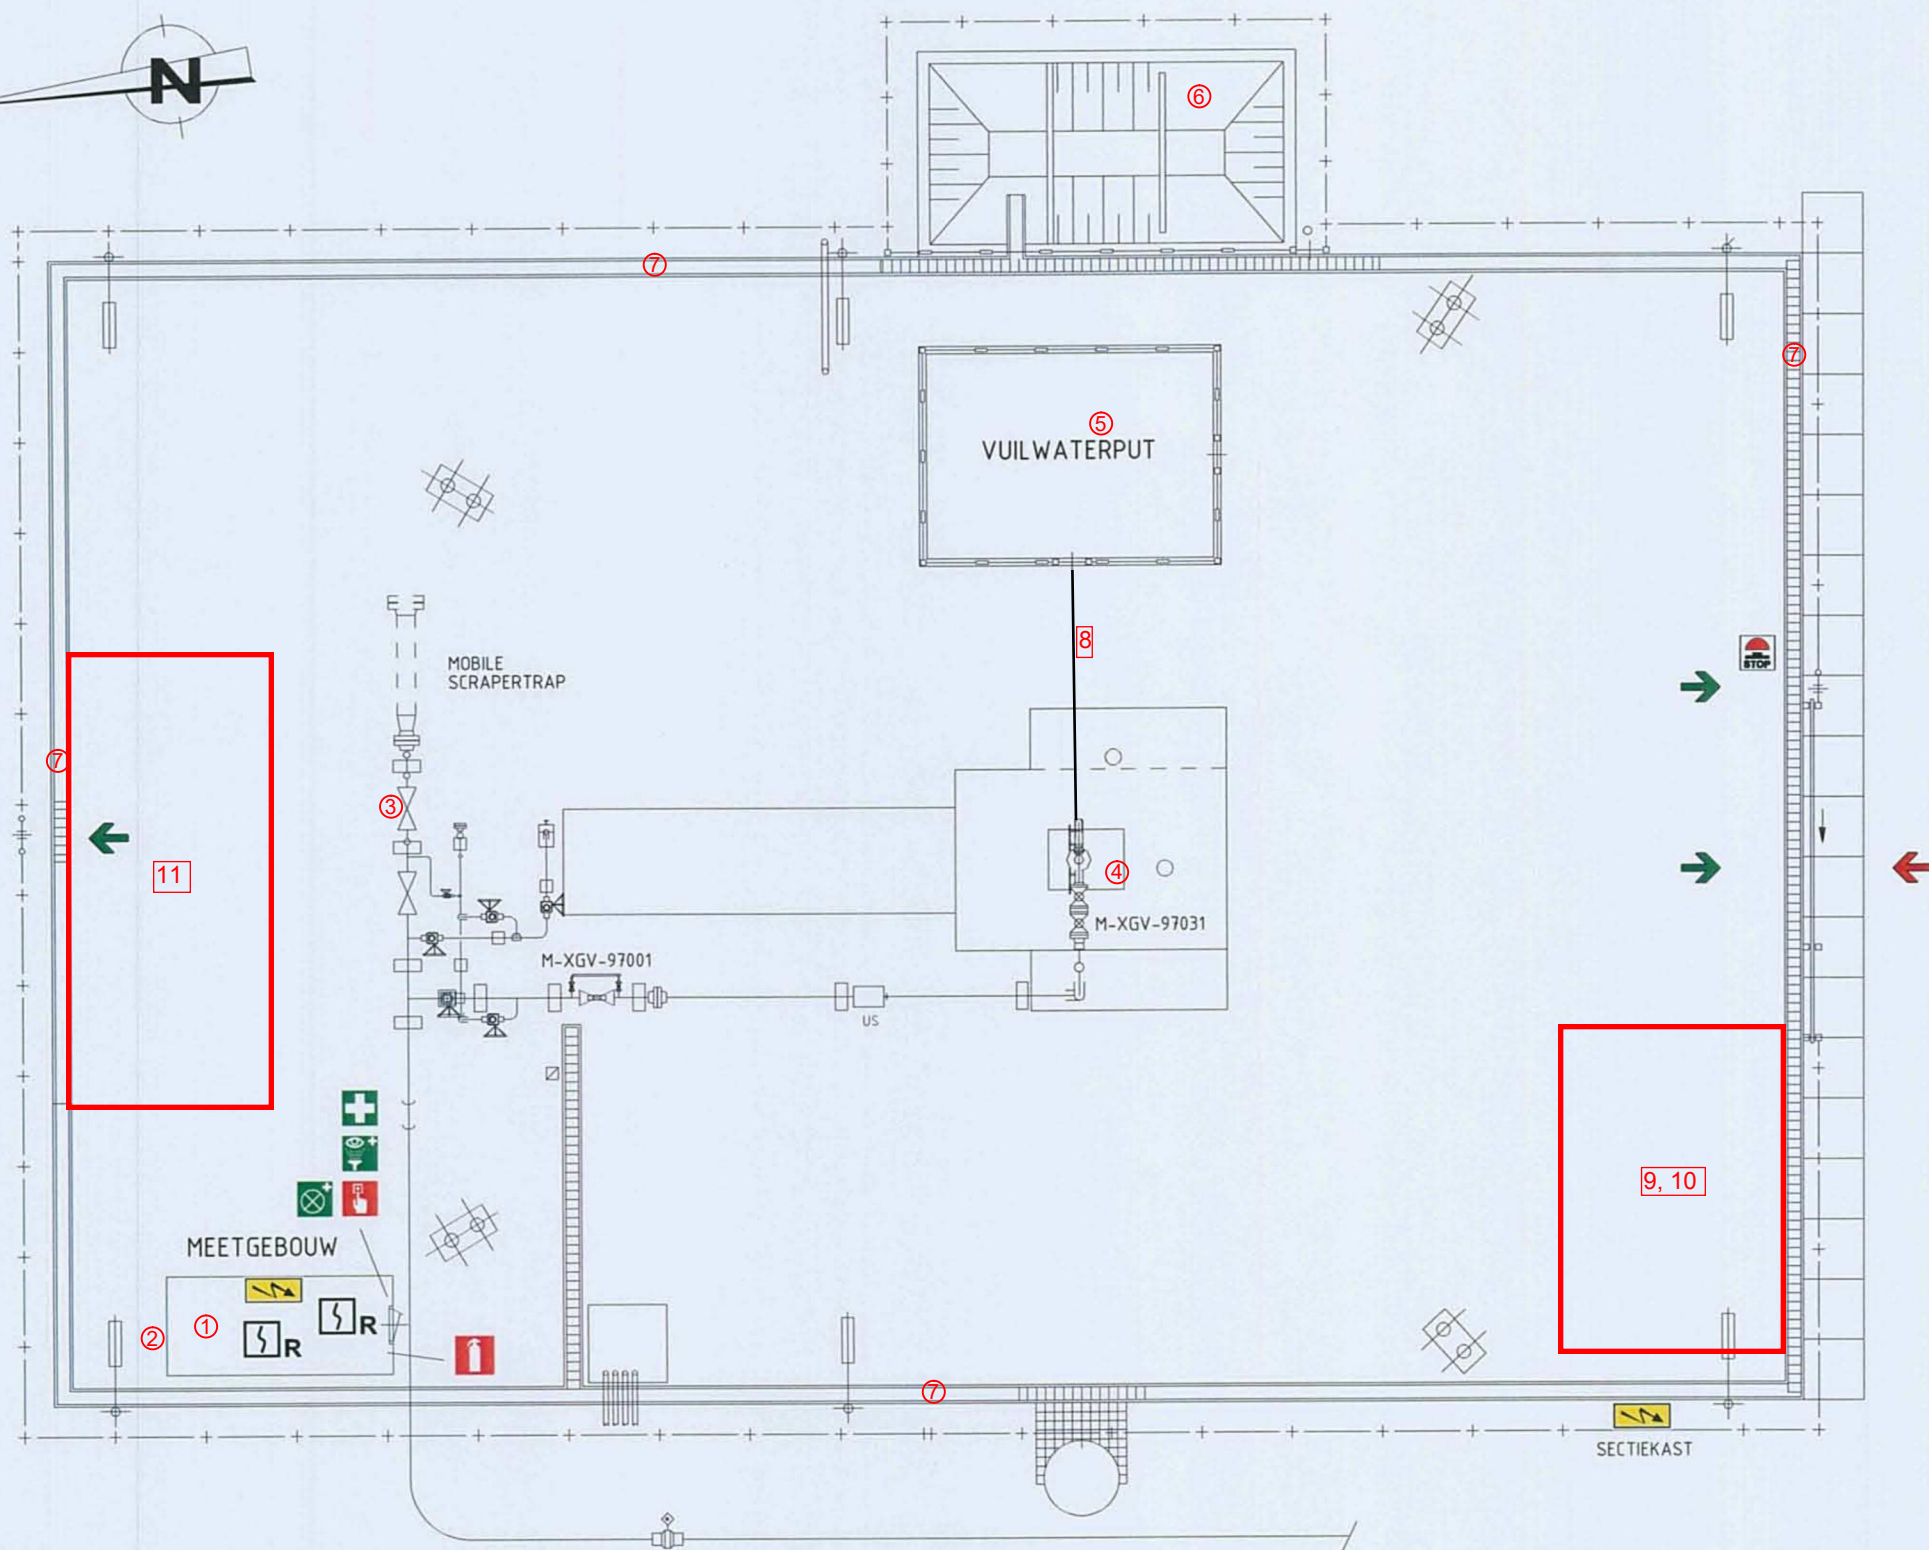 N
6
7
7
5
VUILWATERPUT
8
MOBILE
SCRAPERTRAP
STOP
7
3
11
4
M-XGV-97031
M-XGV-97001
US
9, 10
MEETGEBOUW
1
R
2
R
7
SECTIEKAST